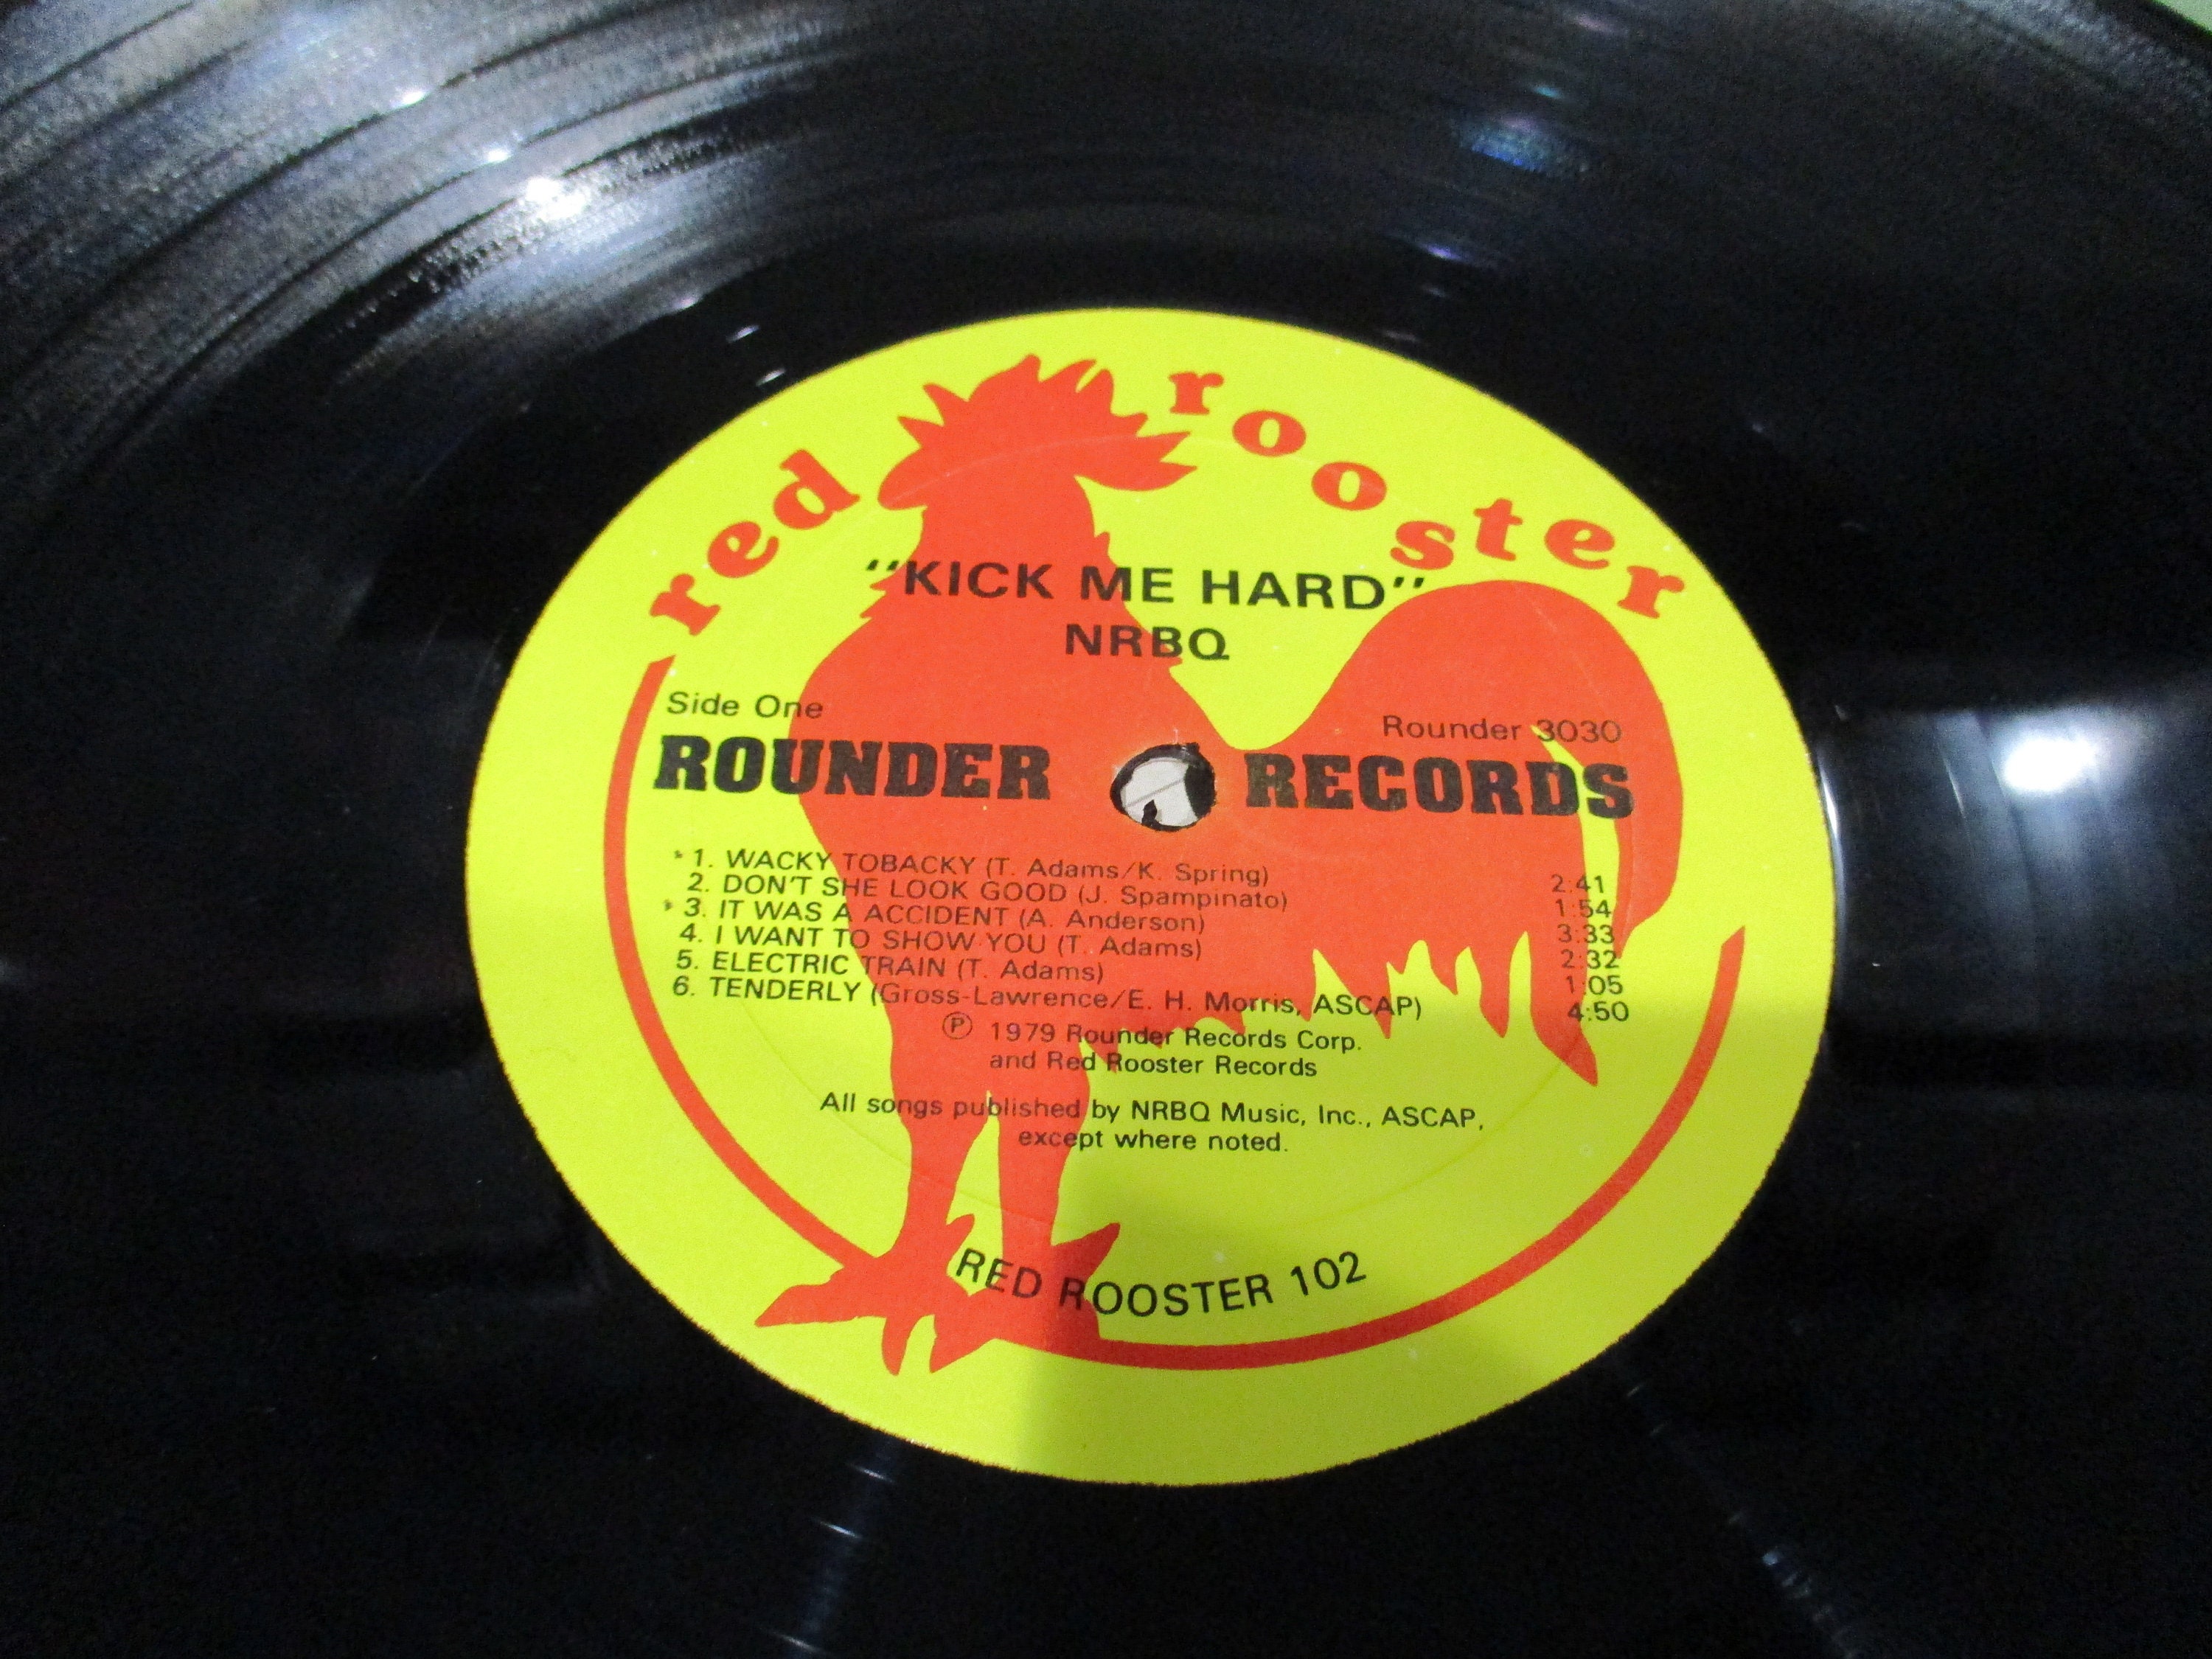 red rooster
"KICK ME HARD"
NRBQ
Side One
Rounder 3030
ROUNDER RECORDS
* 1. WACKY TOBACKY (T. Adams/K. Spring) 2:41
2. DON'T SHE LOOK GOOD (J. Spampinato) 1:54
* 3. IT WAS A ACCIDENT (A. Anderson) 3:33
4. I WANT TO SHOW YOU (T. Adams) 2:32
5. ELECTRIC TRAIN (T. Adams) 1:05
6. TENDERLY (Gross-Lawrence/E. H. Morris, ASCAP) 4:50
Ⓟ 1979 Rounder Records Corp.
and Red Rooster Records
All songs published by NRBQ Music, Inc., ASCAP,
except where noted.
RED ROOSTER 102